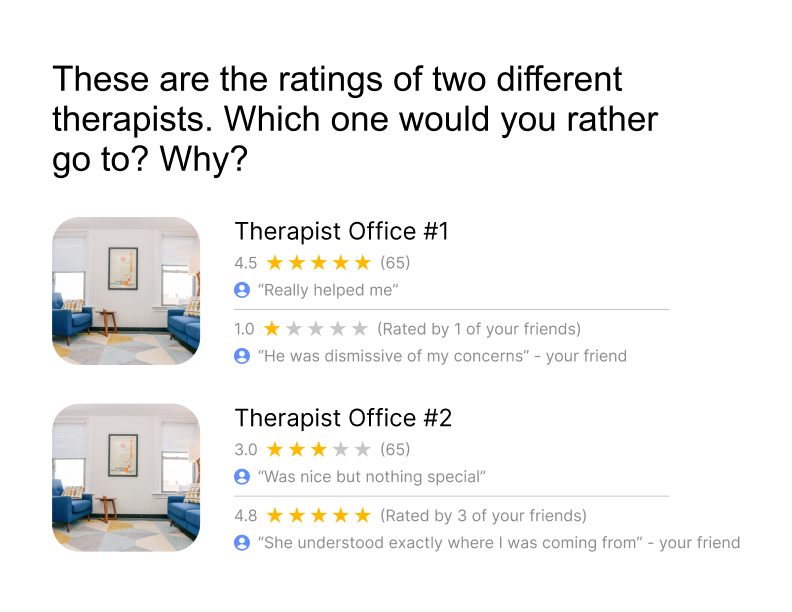 These are the ratings of two different
therapists. Which one would you rather
go to? Why?
Therapist Office #1
4.5 ★★★★★ (65)
“Really helped me”
1.0 ★★★★★ (Rated by 1 of your friends)
“He was dismissive of my concerns” - your friend
Therapist Office #2
3.0 ★★★★★ (65)
“Was nice but nothing special”
4.8 ★★★★★ (Rated by 3 of your friends)
“She understood exactly where I was coming from” - your friend